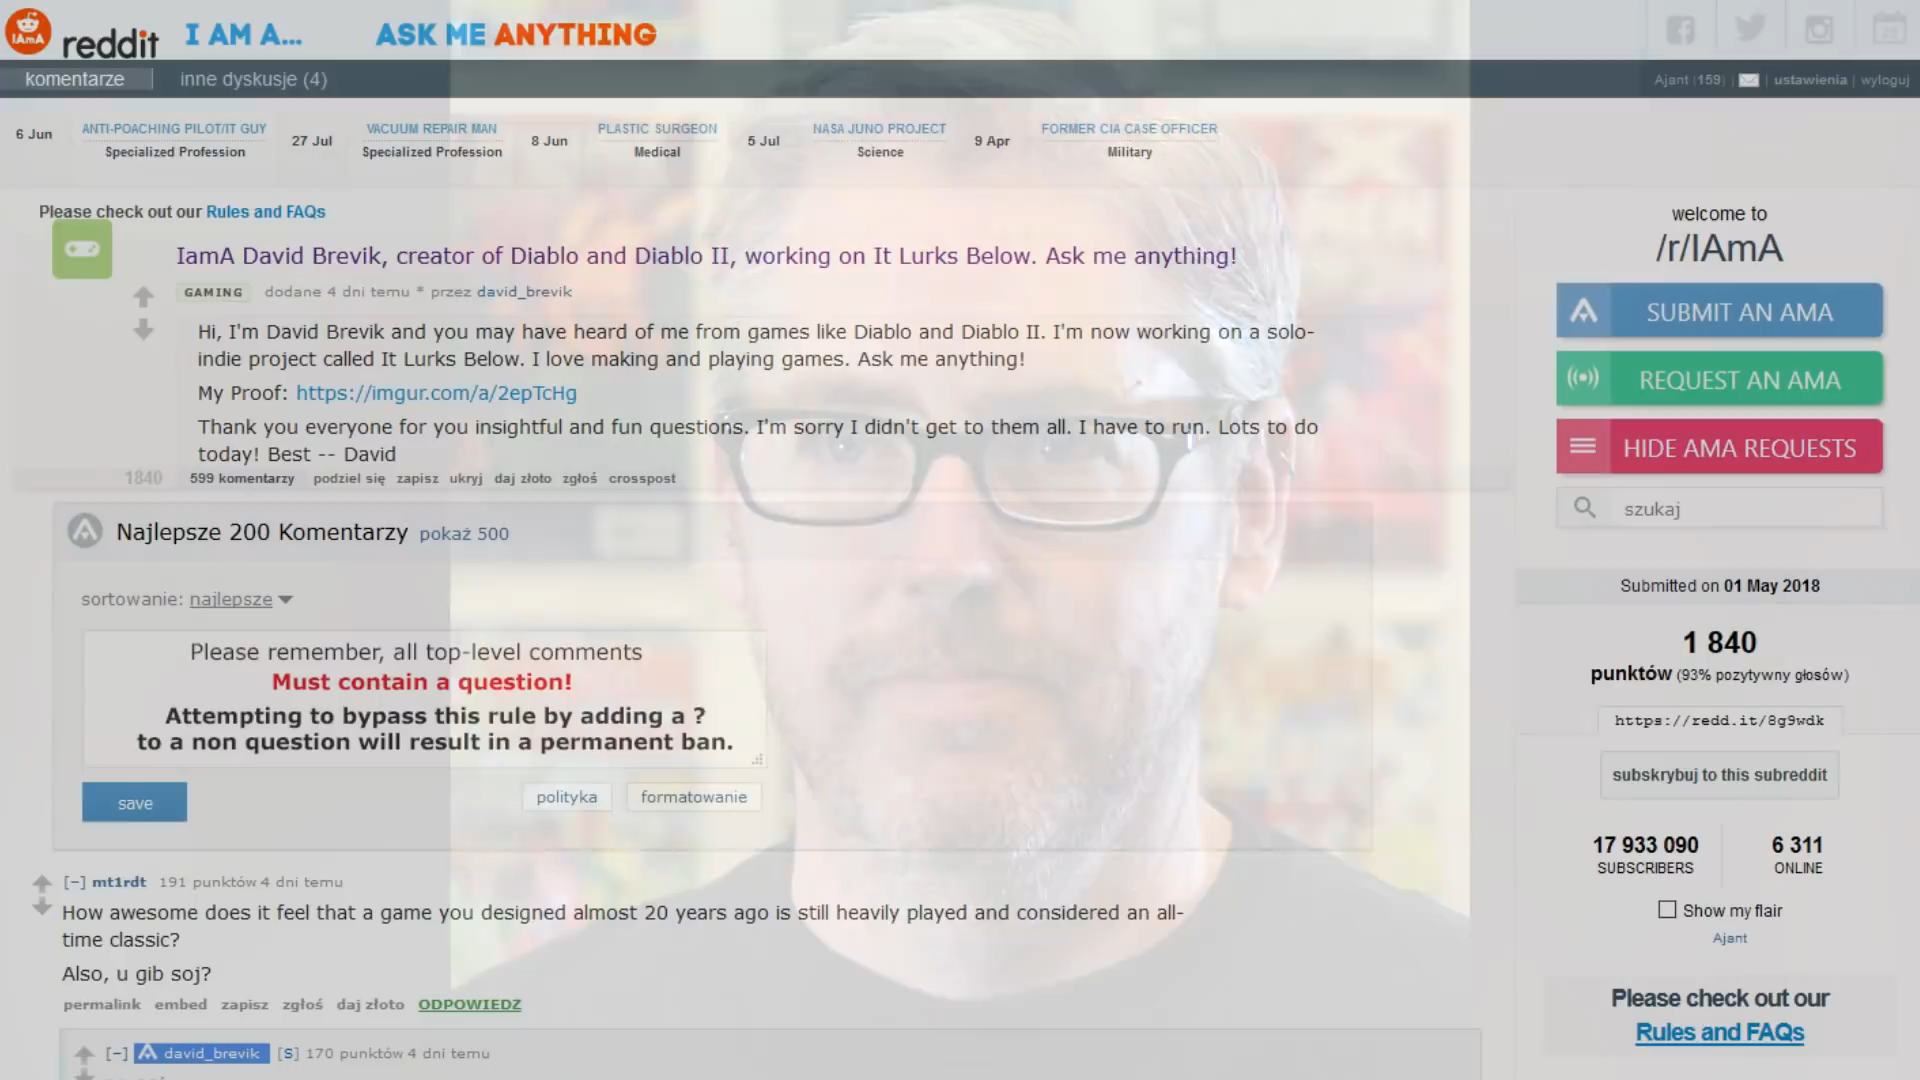 IAmA reddit I AM A... ASK ME ANYTHING
komentarze inne dyskusje (4) Ajant (159) | | ustawienia | wyloguj
6 Jun ANTI-POACHING PILOT/IT GUY 27 Jul VACUUM REPAIR MAN 8 Jun PLASTIC SURGEON 5 Jul NASA JUNO PROJECT 9 Apr FORMER CIA CASE OFFICER
Specialized Profession Specialized Profession Medical Science Military
Please check out our Rules and FAQs
IamA David Brevik, creator of Diablo and Diablo II, working on It Lurks Below. Ask me anything!
GAMING dodane 4 dni temu * przez david_brevik
Hi, I'm David Brevik and you may have heard of me from games like Diablo and Diablo II. I'm now working on a solo-
indie project called It Lurks Below. I love making and playing games. Ask me anything!
My Proof: https://imgur.com/a/2epTcHg
Thank you everyone for you insightful and fun questions. I'm sorry I didn't get to them all. I have to run. Lots to do
today! Best -- David
1840 599 komentarzy podziel się zapisz ukryj daj złoto zgłoś crosspost
Najlepsze 200 Komentarzy pokaż 500
sortowanie: najlepsze
Please remember, all top-level comments
Must contain a question!
Attempting to bypass this rule by adding a ?
to a non question will result in a permanent ban.
save polityka formatowanie
[–] mt1rdt 191 punktów 4 dni temu
How awesome does it feel that a game you designed almost 20 years ago is still heavily played and considered an all-
time classic?
Also, u gib soj?
permalink embed zapisz zgłoś daj złoto ODPOWIEDZ
[–] david_brevik [S] 170 punktów 4 dni temu
welcome to
/r/IAmA
SUBMIT AN AMA
REQUEST AN AMA
HIDE AMA REQUESTS
szukaj
Submitted on 01 May 2018
1 840
punktów (93% pozytywny głosów)
https://redd.it/8g9wdk
subskrybuj to this subreddit
17 933 090 6 311
SUBSCRIBERS ONLINE
Show my flair
Ajant
Please check out our
Rules and FAQs